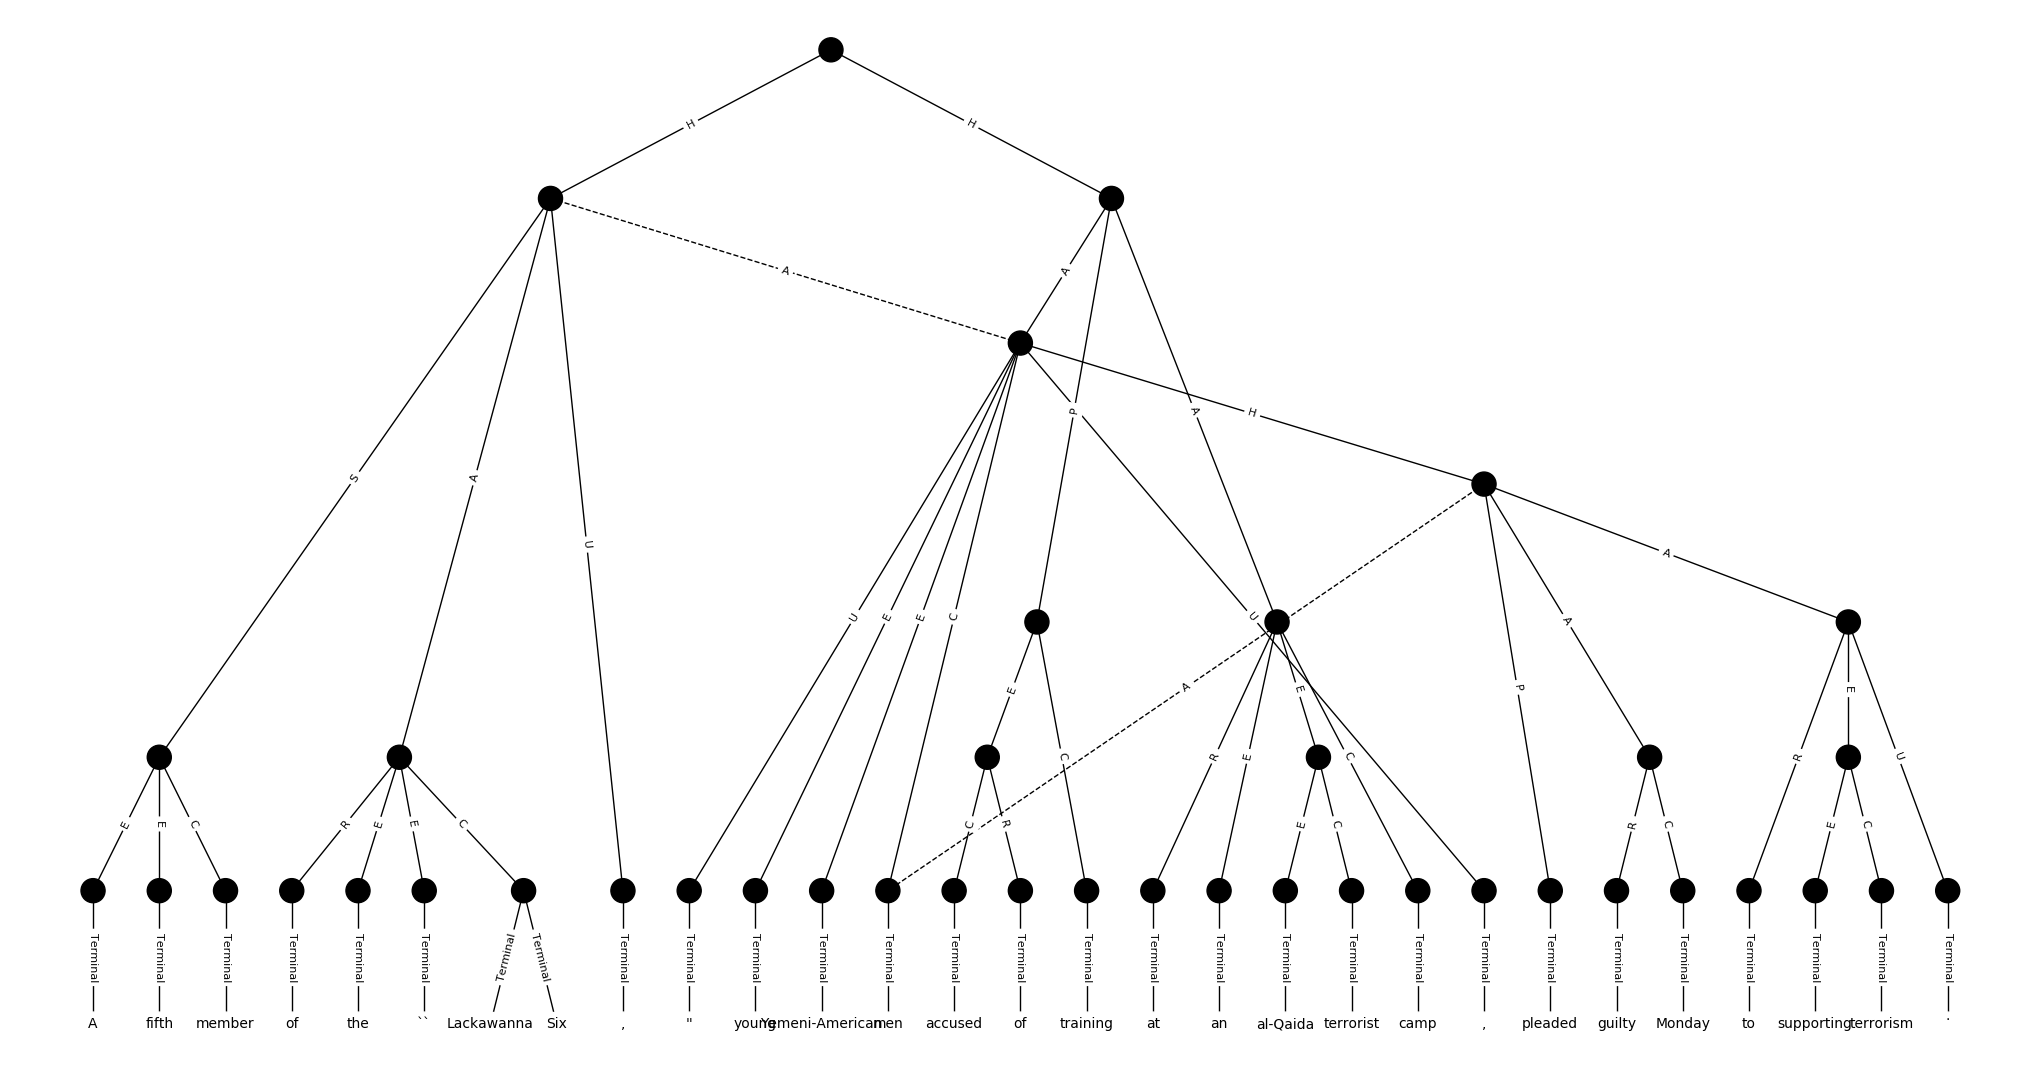 H H
A A
S A U P A H
U E E C U A
A P A
E A E
C R E C R E E C R U
E E C R E E C C R E C R C E C
Terminal Terminal Terminal Terminal Terminal Terminal Terminal Terminal Terminal Terminal Terminal Terminal Terminal Terminal Terminal Terminal Terminal Terminal Terminal Terminal Terminal Terminal Terminal Terminal Terminal Terminal Terminal Terminal Terminal
A fifth member of the `` Lackawanna Six , " young Yemeni-American men accused of training at an al-Qaida terrorist camp , pleaded guilty Monday to supporting terrorism .